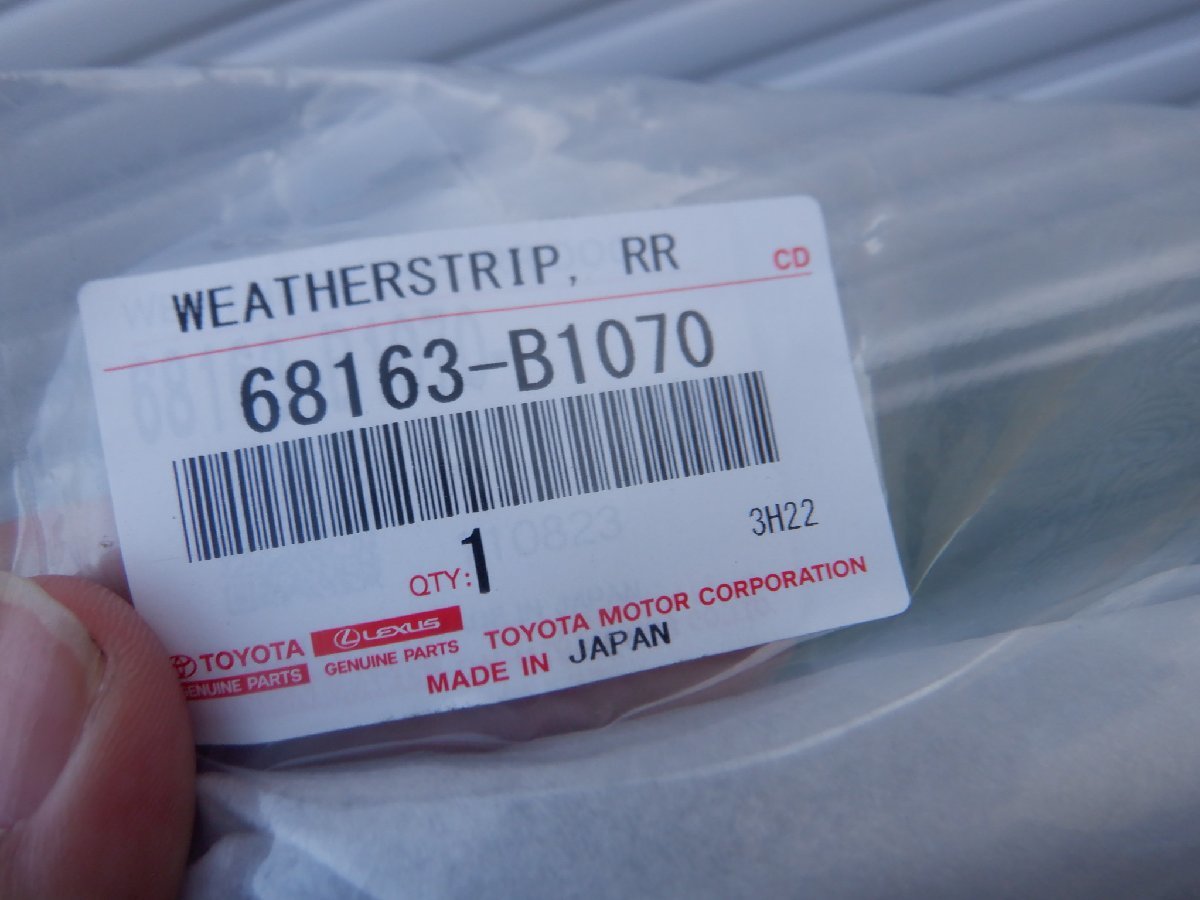 WEATHERSTRIP, RR
CD
68163-B1070
3H22
QTY: 1
TOYOTA
GENUINE PARTS
LEXUS
GENUINE PARTS
TOYOTA MOTOR CORPORATION
MADE IN JAPAN